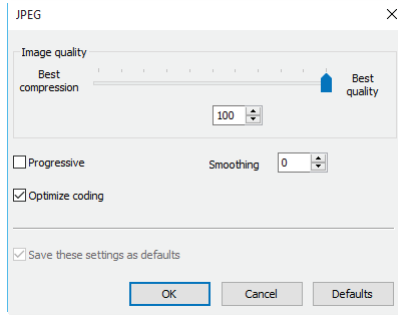 JPEG
Image quality
Best
compression
Best
quality
100
Progressive
Smoothing
0
Optimize coding
Save these settings as defaults
OK
Cancel
Defaults